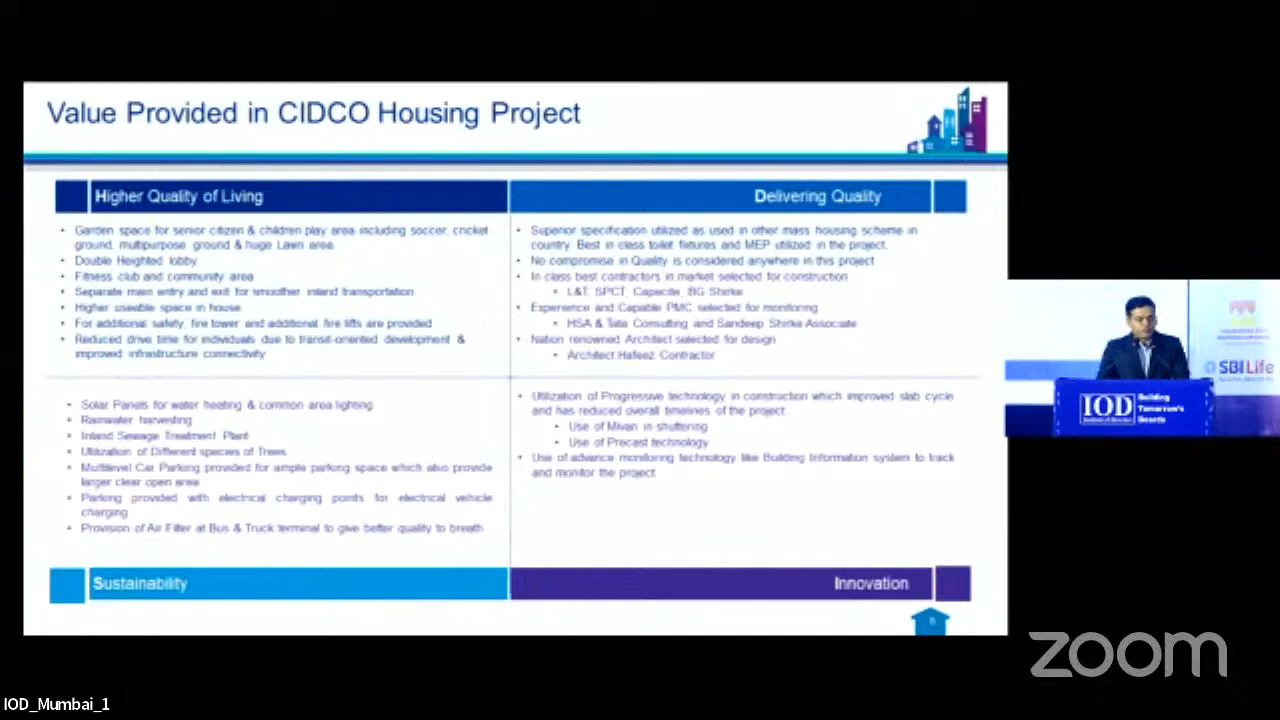 Value Provided in CIDCO Housing Project
Higher Quality of Living
• Garden space for senior citizen & children play area including soccer, cricket
ground, multipurpose ground & huge Lawn area
• Double Heighted lobby
• Fitness club and community area
• Separate main entry and exit for smoother inland transportation
• Higher useable space in house
• For additional safety, fire tower and additional fire lifts are provided
• Reduced drive time for individuals due to transit-oriented development &
improved infrastructure connectivity
Delivering Quality
• Superior specification utilized as used in other mass housing scheme in
country. Best in class toilet fixtures and MEP utilized in the project.
• No compromise in Quality is considered anywhere in this project
• In class best contractors in market selected for construction
• L&T, SPCT, Capacite, BG Shirke
• Experience and Capable PMC selected for monitoring
• HSA & Tata Consulting and Sandeep Shirke Associate
• Nation renowned Architect selected for design
• Architect Hafeez Contractor
• Solar Panels for water heating & common area lighting
• Rainwater harvesting
• Inland Sewage Treatment Plant
• Utilization of Different species of Trees
• Multilevel Car Parking provided for ample parking space which also provide
larger clear open area
• Parking provided with electrical charging points for electrical vehicle
charging
• Provision of Air Filter at Bus & Truck terminal to give better quality to breath
Sustainability
• Utilization of Progressive technology in construction which improved slab cycle
and has reduced overall timelines of the project
• Use of Mivan in shuttering
• Use of Precast technology
• Use of advance monitoring technology like Building Information system to track
and monitor the project
Innovation
8
SBI Life
IOD
Building
Tomorrow's
Boards
zoom
IOD_Mumbai_1